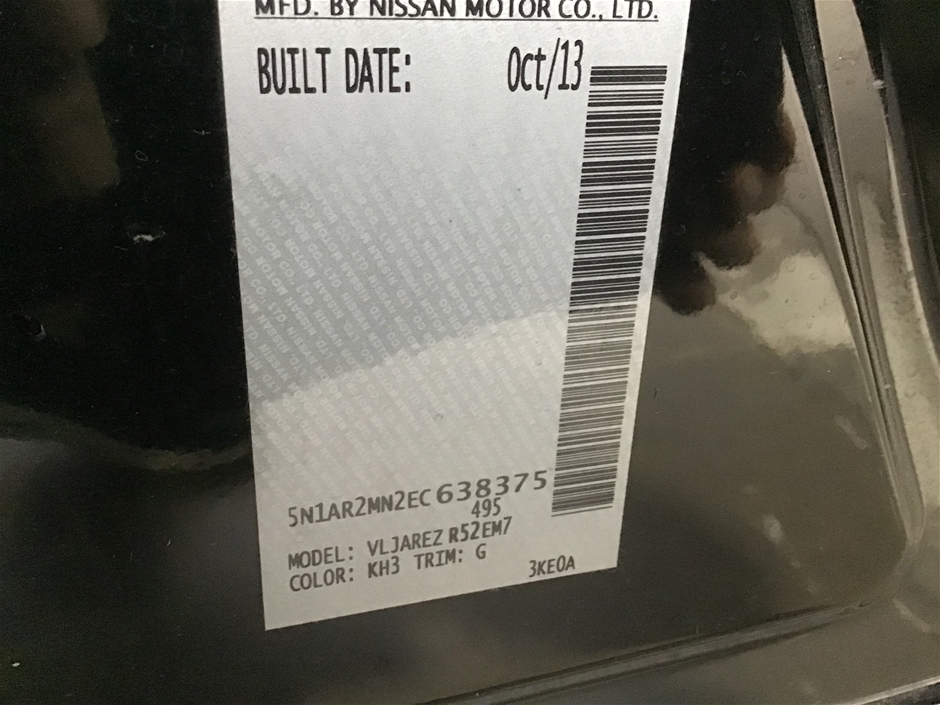 MFD. BY NISSAN MOTOR CO., LTD.
BUILT DATE: Oct/13
5N1AR2MN2EC638375
495
MODEL: VLJAREZ R52EM7
COLOR: KH3 TRIM: G 3KE0A